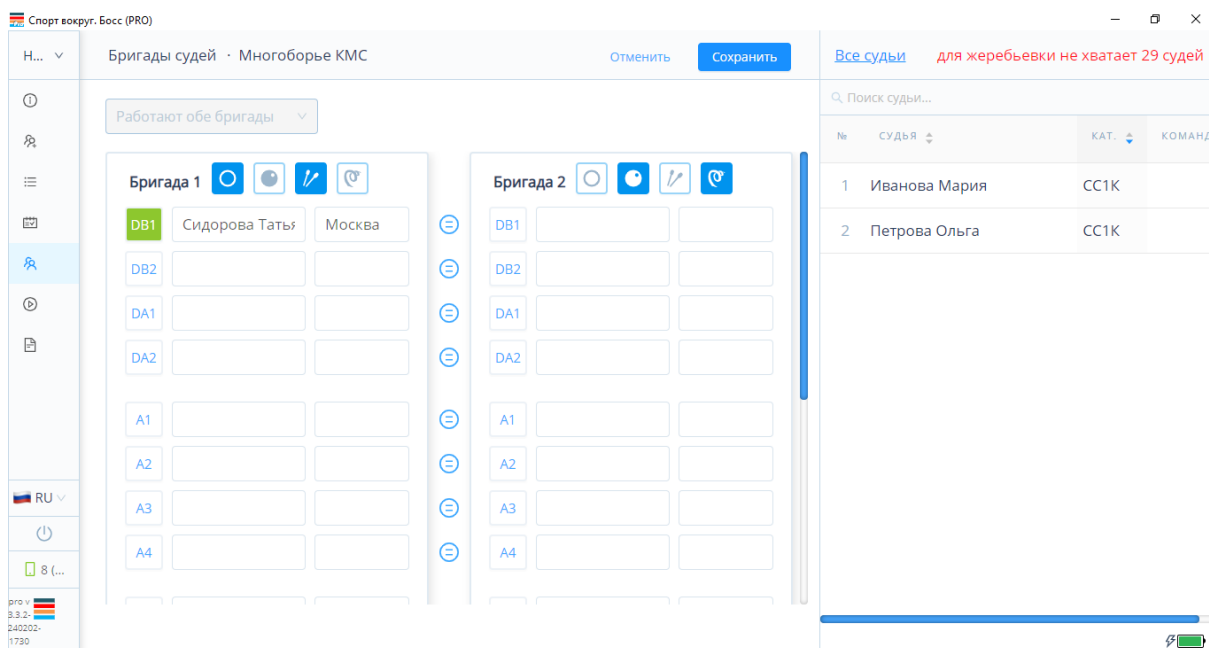 Спорт вокруг. Босс (PRO)
Н...
Бригады судей · Многоборье КМС
Отменить
Сохранить
Все судьи
для жеребьевки не хватает 29 судей
Работают обе бригады
Поиск судьи...
№ СУДЬЯ КАТ. КОМАНД
Бригада 1
Бригада 2
1 Иванова Мария СС1К
2 Петрова Ольга СС1К
DB1 Сидорова Татья Москва DB1
DB2 DB2
DA1 DA1
DA2 DA2
A1 A1
A2 A2
A3 A3
A4 A4
RU
8 (...
pro v
3.3.2-
240202-
1730